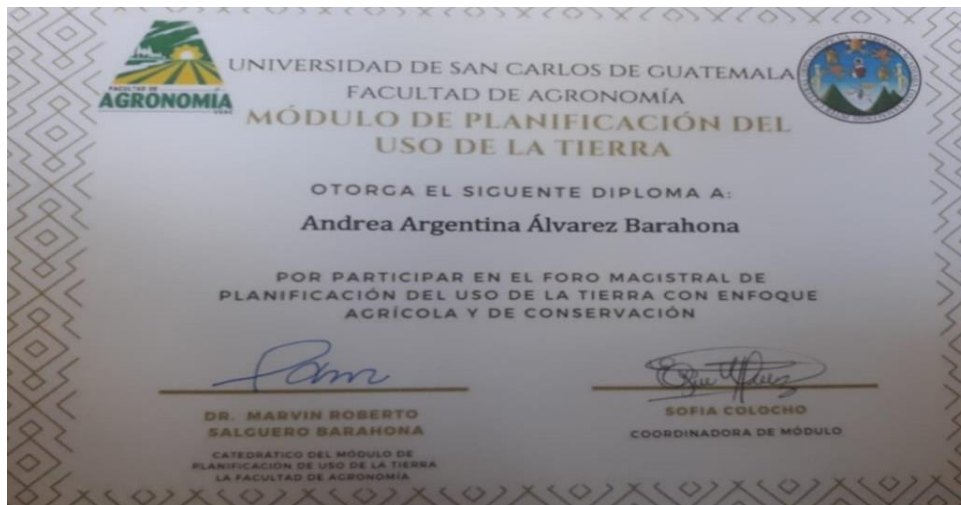 UNIVERSIDAD DE SAN CARLOS DE GUATEMALA
FACULTAD DE AGRONOMÍA
FACULTAD DE
AGRONOMIA
MÓDULO DE PLANIFICACIÓN DEL
USO DE LA TIERRA
OTORGA EL SIGUENTE DIPLOMA A:
Andrea Argentina Álvarez Barahona
POR PARTICIPAR EN EL FORO MAGISTRAL DE
PLANIFICACIÓN DEL USO DE LA TIERRA CON ENFOQUE
AGRÍCOLA Y DE CONSERVACIÓN
DR. MARVIN ROBERTO
SALGUERO BARAHONA
CATEDRÁTICO DEL MÓDULO DE
PLANIFICACIÓN DE USO DE LA TIERRA
LA FACULTAD DE AGRONOMÍA
SOFIA COLOCHO
COORDINADORA DE MÓDULO